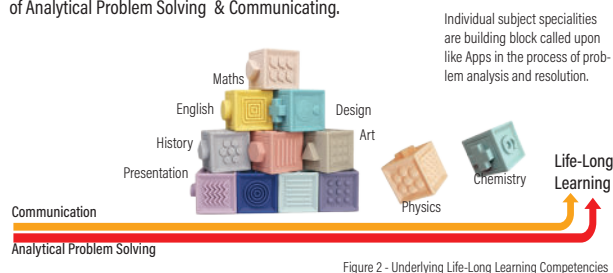 of Analytical Problem Solving & Communicating.
Individual subject specialities
are building block called upon
like Apps in the process of prob-
lem analysis and resolution.
Maths
English
Design
History
Art
Presentation
Physics
Chemistry
Life-Long
Learning
Communication
Analytical Problem Solving
Figure 2 - Underlying Life-Long Learning Competencies